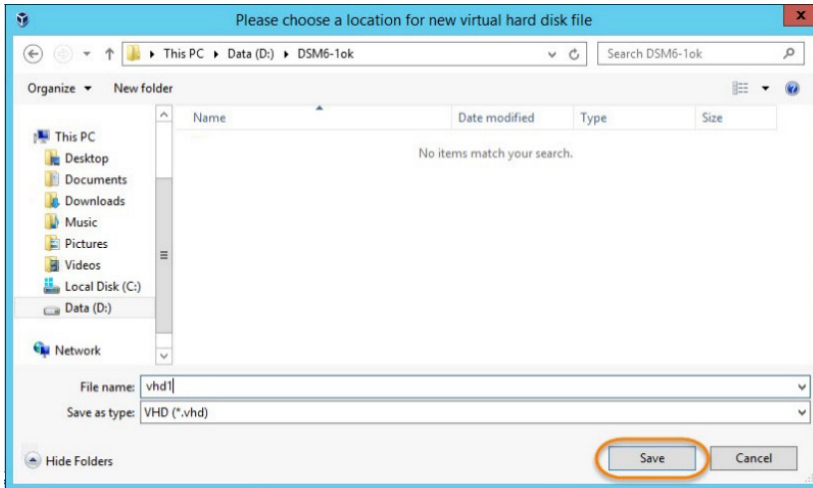 Please choose a location for new virtual hard disk file
x
This PC Data (D:) DSM6-1ok
Search DSM6-1ok
Organize New folder
Name Date modified Type Size
No items match your search.
This PC
Desktop
Documents
Downloads
Music
Pictures
Videos
Local Disk (C:)
Data (D:)
Network
File name: vhd1
Save as type: VHD (*.vhd)
Hide Folders
Save Cancel